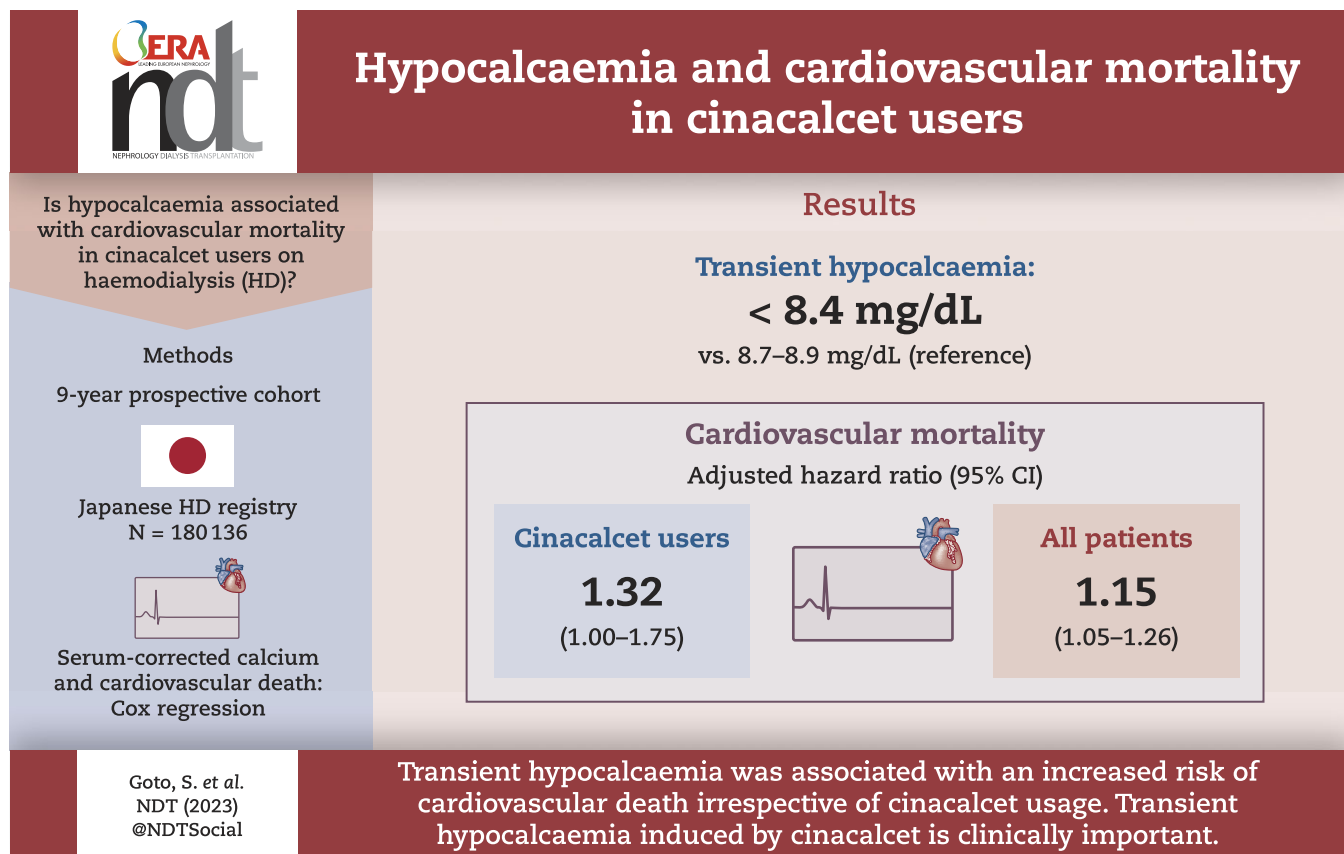 ERA
LEADING EUROPEAN NEPHROLOGY
ndt
NEPHROLOGY DIALYSIS TRANSPLANTATION
Hypocalcaemia and cardiovascular mortality
in cinacalcet users
Is hypocalcaemia associated
with cardiovascular mortality
in cinacalcet users on
haemodialysis (HD)?
Methods
9-year prospective cohort
Japanese HD registry
N = 180 136
Serum-corrected calcium
and cardiovascular death:
Cox regression
Results
Transient hypocalcaemia:
< 8.4 mg/dL
vs. 8.7–8.9 mg/dL (reference)
Cardiovascular mortality
Adjusted hazard ratio (95% CI)
Cinacalcet users
1.32
(1.00–1.75)
All patients
1.15
(1.05–1.26)
Goto, S. et al.
NDT (2023)
@NDTSocial
Transient hypocalcaemia was associated with an increased risk of
cardiovascular death irrespective of cinacalcet usage. Transient
hypocalcaemia induced by cinacalcet is clinically important.